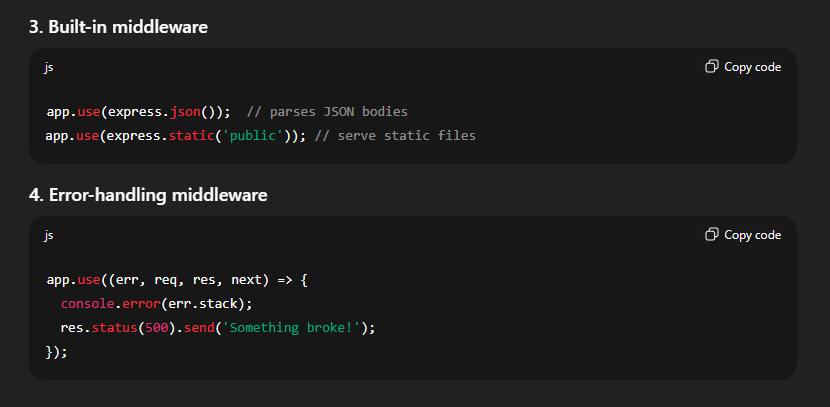 3. Built-in middleware
js
Copy code
app.use(express.json());  // parses JSON bodies
app.use(express.static('public')); // serve static files
4. Error-handling middleware
js
Copy code
app.use((err, req, res, next) => {
  console.error(err.stack);
  res.status(500).send('Something broke!');
});